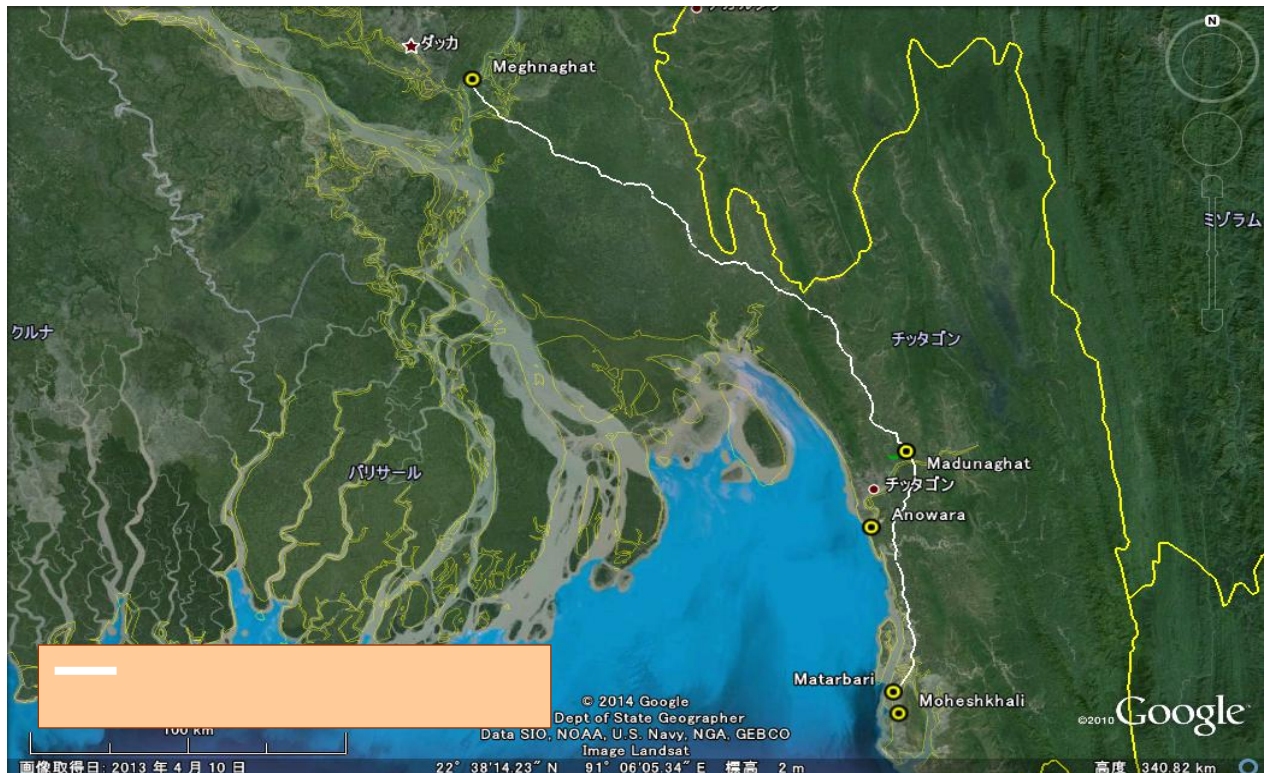 ダッカ
Meghnaghat
N
ミゾラム
クルナ
チッタゴン
バリサール
Madunaghat
チッタゴン
Anowara
Matarbari
Moheshkhali
© 2014 Google
Dept of State Geographer
Data SIO, NOAA, U.S. Navy, NGA, GEBCO
Image Landsat
©2010 Google
100 km
画像取得日: 2013 年 4 月 10 日
22° 38'14.23" N 91° 06'05.34" E 標高 2 m
高度 340.82 km